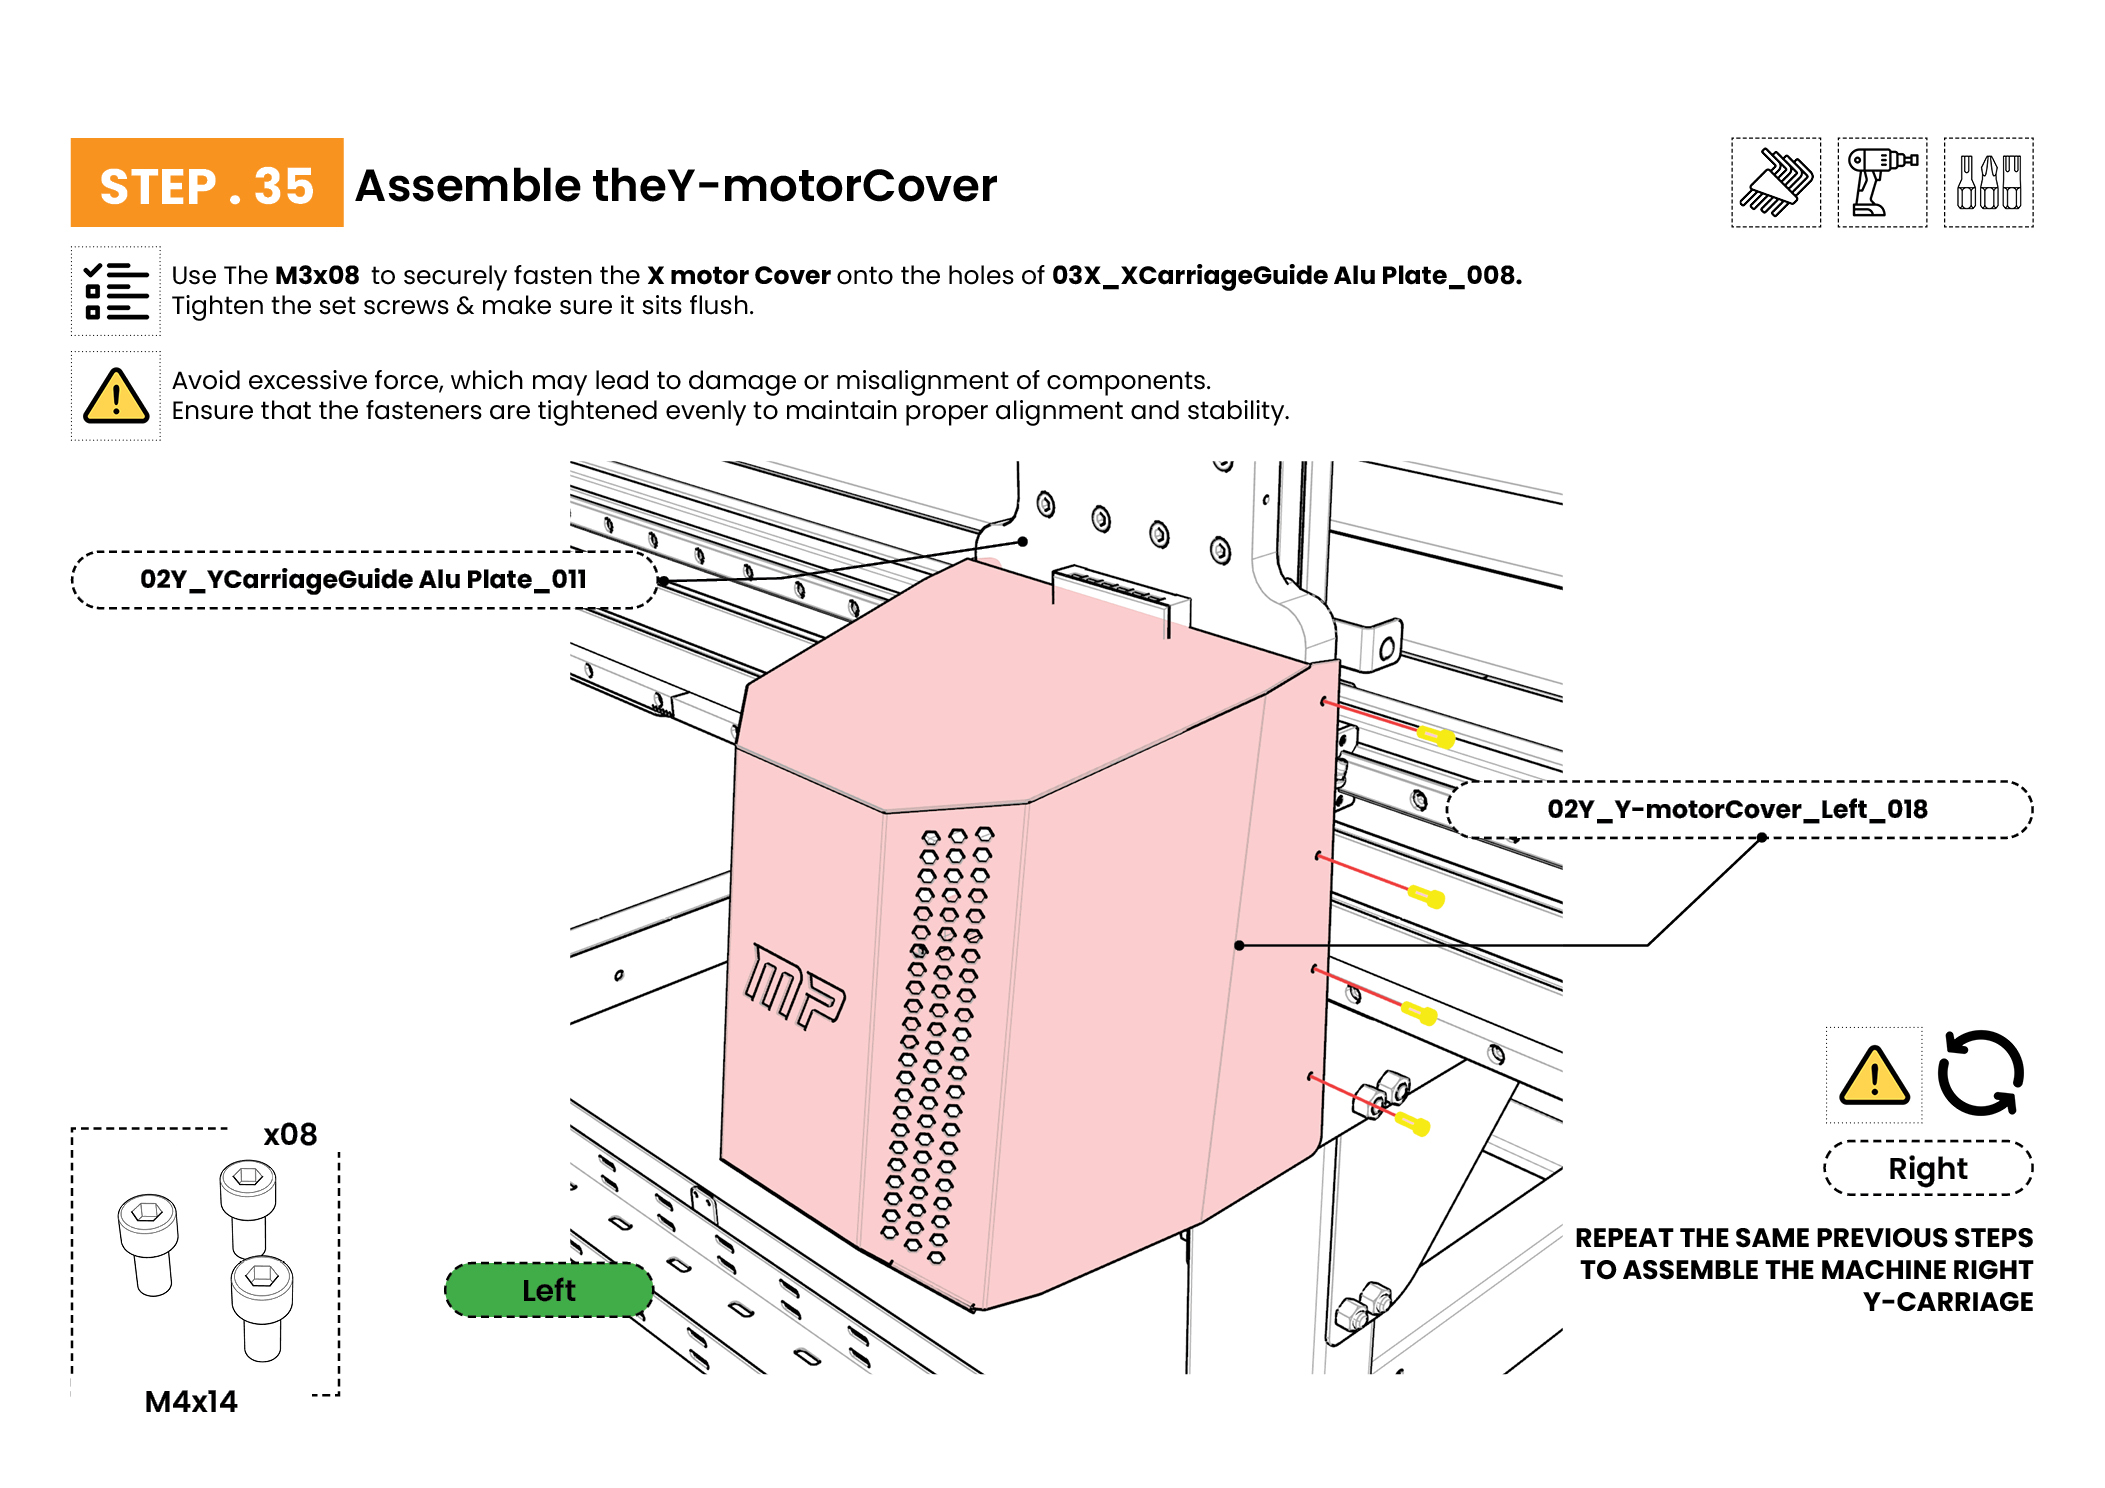 STEP . 35 Assemble theY-motorCover
Use The M3x08 to securely fasten the X motor Cover onto the holes of 03X_XCarriageGuide Alu Plate_008.
Tighten the set screws & make sure it sits flush.
Avoid excessive force, which may lead to damage or misalignment of components.
Ensure that the fasteners are tightened evenly to maintain proper alignment and stability.
02Y_YCarriageGuide Alu Plate_011
02Y_Y-motorCover_Left_018
MP
x08
M4x14
Left
Right
REPEAT THE SAME PREVIOUS STEPS
TO ASSEMBLE THE MACHINE RIGHT
Y-CARRIAGE